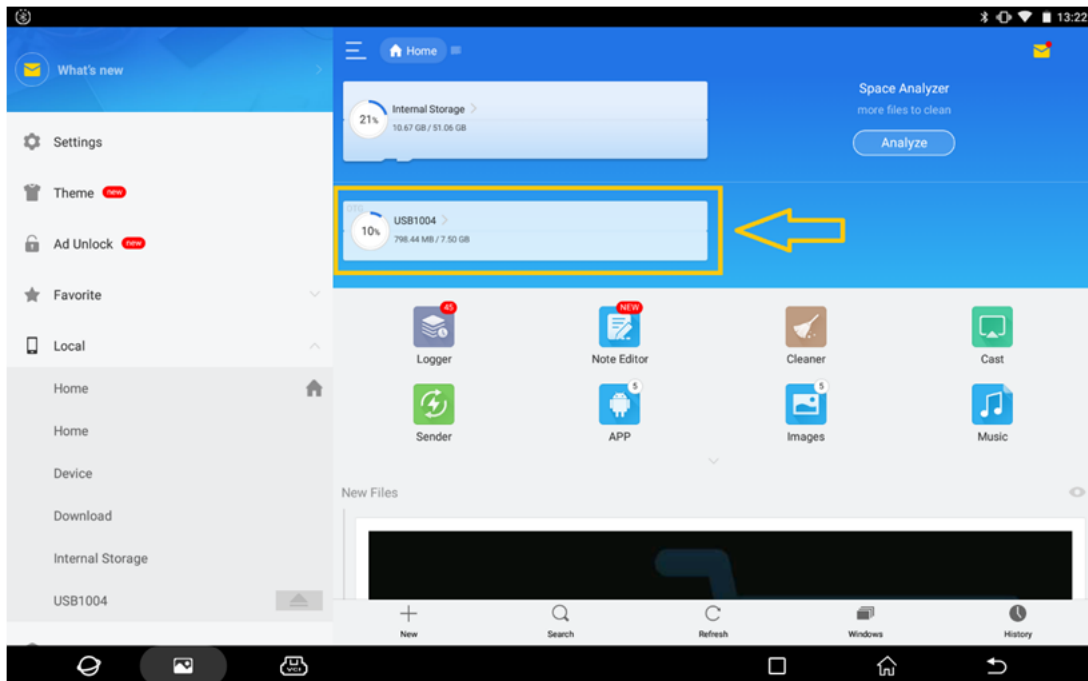 13:22
What's new
Settings
Theme new
Ad Unlock new
Favorite
Local
Home
Home
Device
Download
Internal Storage
USB1004
Home
21%
Internal Storage
10.67 GB / 51.06 GB
Space Analyzer
more files to clean
Analyze
OTG
10%
USB1004
798.44 MB / 7.50 GB
45
NEW
Logger
Note Editor
Cleaner
Cast
5
5
Sender
APP
Images
Music
New Files
New
Search
Refresh
Windows
History
VCI